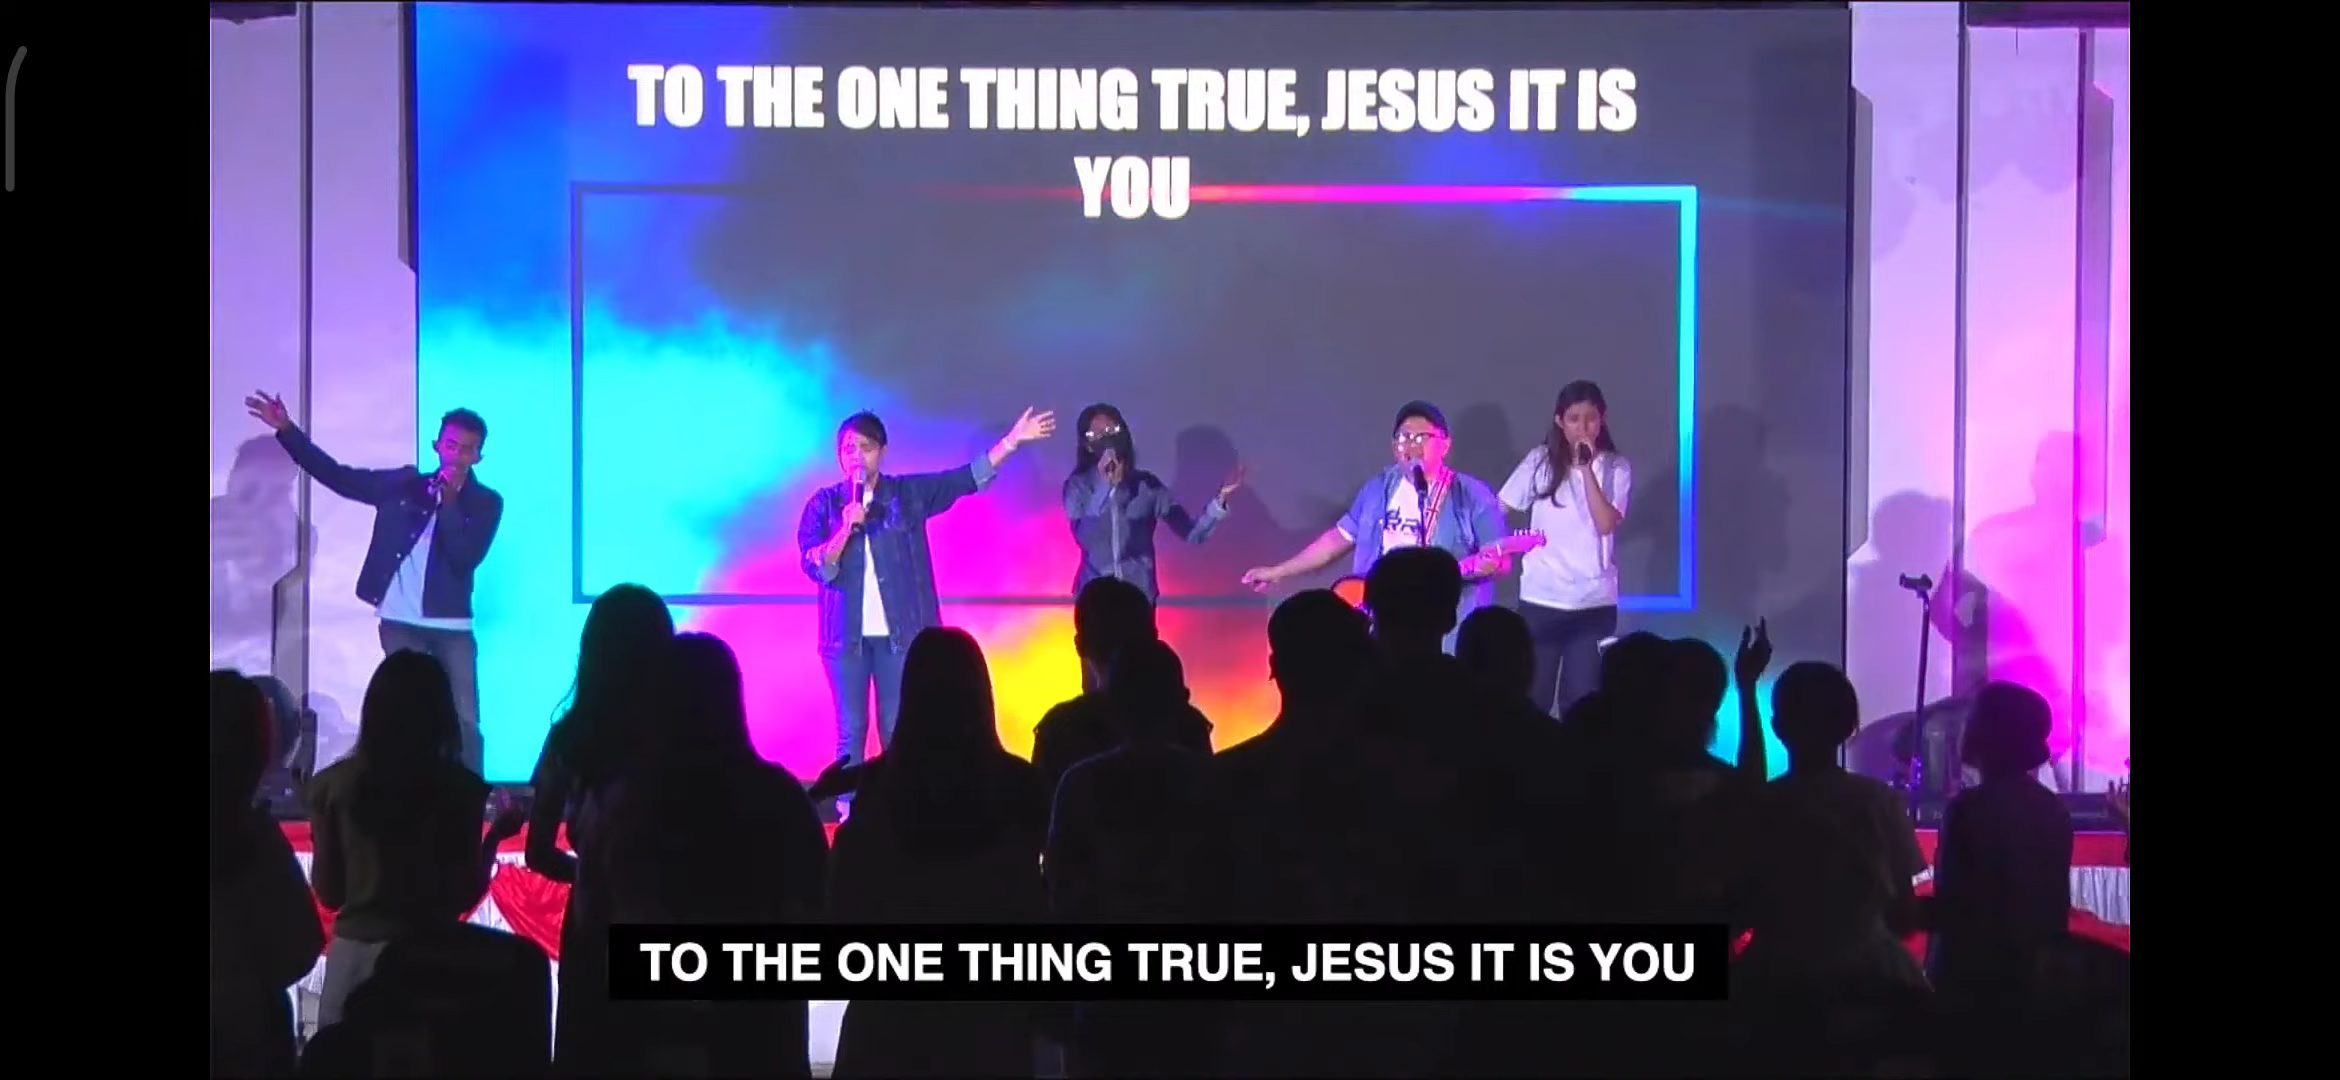 TO THE ONE THING TRUE, JESUS IT IS
YOU
TO THE ONE THING TRUE, JESUS IT IS YOU